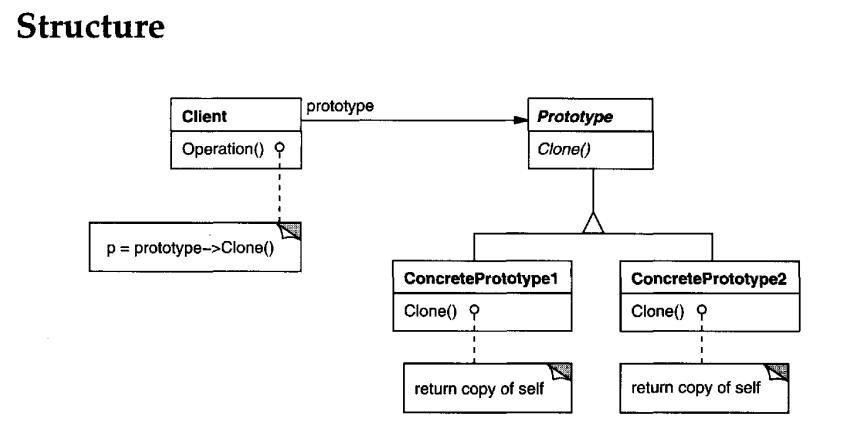 Structure
Client
prototype
Prototype
Operation()
Clone()
p = prototype->Clone()
ConcretePrototype1
ConcretePrototype2
Clone()
Clone()
return copy of self
return copy of self